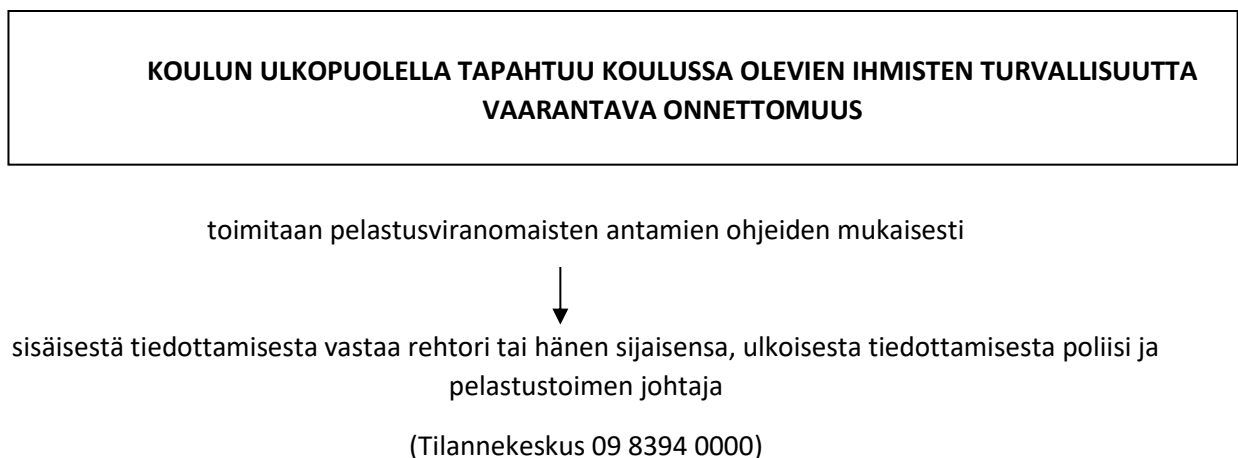 KOULUN ULKOPUOLELLA TAPAHTUU KOULUSSA OLEVIEN IHMISTEN TURVALLISUUTTA
VAARANTAVA ONNETTOMUUS
toimitaan pelastusviranomaisten antamien ohjeiden mukaisesti
sisäisestä tiedottamisesta vastaa rehtori tai hänen sijaisensa, ulkoisesta tiedottamisesta poliisi ja
pelastustoimen johtaja
(Tilannekeskus 09 8394 0000)